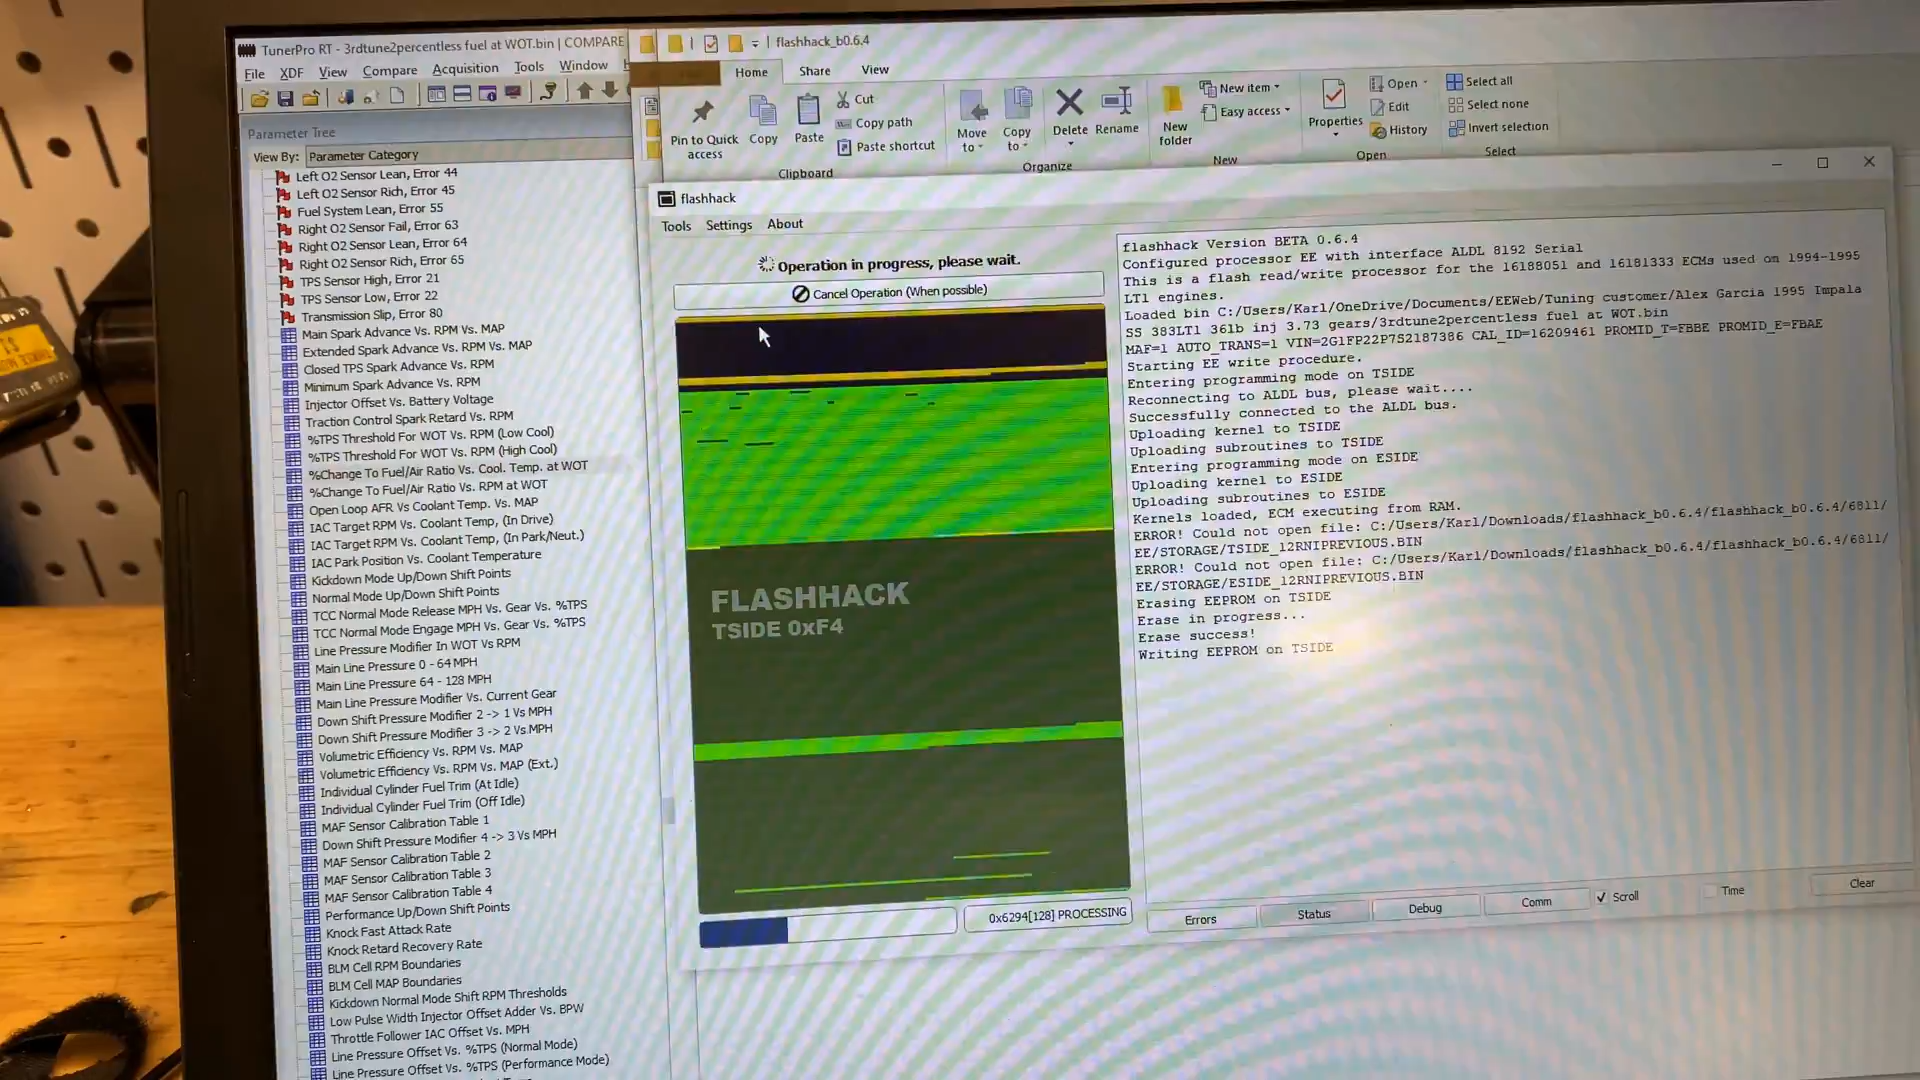 TunerPro RT - 3rdtune2percentless fuel at WOT.bin | COMPARE
File XDF View Compare Acquisition Tools Window
Parameter Tree
View By: Parameter Category
Left O2 Sensor Lean, Error 44
Left O2 Sensor Rich, Error 45
Fuel System Lean, Error 55
Right O2 Sensor Fail, Error 63
Right O2 Sensor Lean, Error 64
Right O2 Sensor Rich, Error 65
TPS Sensor High, Error 21
TPS Sensor Low, Error 22
Transmission Slip, Error 80
Main Spark Advance Vs. RPM Vs. MAP
Extended Spark Advance Vs. RPM Vs. MAP
Closed TPS Spark Advance Vs. RPM
Minimum Spark Advance Vs. RPM
Injector Offset Vs. Battery Voltage
Traction Control Spark Retard Vs. RPM
%TPS Threshold For WOT Vs. RPM (Low Cool)
%TPS Threshold For WOT Vs. RPM (High Cool)
%Change To Fuel/Air Ratio Vs. Cool. Temp. at WOT
%Change To Fuel/Air Ratio Vs. RPM at WOT
Open Loop AFR Vs Coolant Temp. Vs. MAP
IAC Target RPM Vs. Coolant Temp, (In Drive)
IAC Target RPM Vs. Coolant Temp, (In Park/Neut.)
IAC Park Position Vs. Coolant Temperature
Kickdown Mode Up/Down Shift Points
Normal Mode Up/Down Shift Points
TCC Normal Mode Release MPH Vs. Gear Vs. %TPS
TCC Normal Mode Engage MPH Vs. Gear Vs. %TPS
Line Pressure Modifier In WOT Vs RPM
Main Line Pressure 0 - 64 MPH
Main Line Pressure 64 - 128 MPH
Main Line Pressure Modifier Vs. Current Gear
Down Shift Pressure Modifier 2 -> 1 Vs MPH
Down Shift Pressure Modifier 3 -> 2 Vs MPH
Volumetric Efficiency Vs. RPM Vs. MAP
Volumetric Efficiency Vs. RPM Vs. MAP (Ext.)
Individual Cylinder Fuel Trim (At Idle)
Individual Cylinder Fuel Trim (Off Idle)
MAF Sensor Calibration Table 1
Down Shift Pressure Modifier 4 -> 3 Vs MPH
MAF Sensor Calibration Table 2
MAF Sensor Calibration Table 3
MAF Sensor Calibration Table 4
Performance Up/Down Shift Points
Knock Fast Attack Rate
Knock Retard Recovery Rate
BLM Cell RPM Boundaries
BLM Cell MAP Boundaries
Kickdown Normal Mode Shift RPM Thresholds
Low Pulse Width Injector Offset Adder Vs. BPW
Throttle Follower IAC Offset Vs. MPH
Line Pressure Offset Vs. %TPS (Normal Mode)
Line Pressure Offset Vs. %TPS (Performance Mode)
flashhack_b0.6.4
Home Share View
Pin to Quick access
Copy
Paste
Cut
Copy path
Paste shortcut
Clipboard
Move to
Copy to
Delete
Rename
Organize
New folder
New item
Easy access
New
Properties
Open
Edit
History
Open
Select all
Select none
Invert selection
Select
flashhack
Tools Settings About
Operation in progress, please wait.
Cancel Operation (When possible)
FLASHHACK
TSIDE 0xF4
0x6294[128] PROCESSING
flashhack Version BETA 0.6.4
Configured processor EE with interface ALDL 8192 Serial
This is a flash read/write processor for the 16188051 and 16181333 ECMs used on 1994-1995
LT1 engines.
Loaded bin C:/Users/Karl/OneDrive/Documents/EEWeb/Tuning customer/Alex Garcia 1995 Impala
SS 383LT1 36lb inj 3.73 gears/3rdtune2percentless fuel at WOT.bin
MAF=1 AUTO_TRANS=1 VIN=2G1FP22P7S2187386 CAL_ID=16209461 PROMID_T=FBBE PROMID_E=FBAE
Starting EE write procedure.
Entering programming mode on TSIDE
Reconnecting to ALDL bus, please wait....
Successfully connected to the ALDL bus.
Uploading kernel to TSIDE
Uploading subroutines to TSIDE
Entering programming mode on ESIDE
Uploading kernel to ESIDE
Uploading subroutines to ESIDE
Kernels loaded, ECM executing from RAM.
ERROR! Could not open file: C:/Users/Karl/Downloads/flashhack_b0.6.4/flashhack_b0.6.4/6811/
EE/STORAGE/TSIDE_12RNIPREVIOUS.BIN
ERROR! Could not open file: C:/Users/Karl/Downloads/flashhack_b0.6.4/flashhack_b0.6.4/6811/
EE/STORAGE/ESIDE_12RNIPREVIOUS.BIN
Erasing EEPROM on TSIDE
Erase in progress...
Erase success!
Writing EEPROM on TSIDE
Errors Status Debug Comm Scroll Time Clear